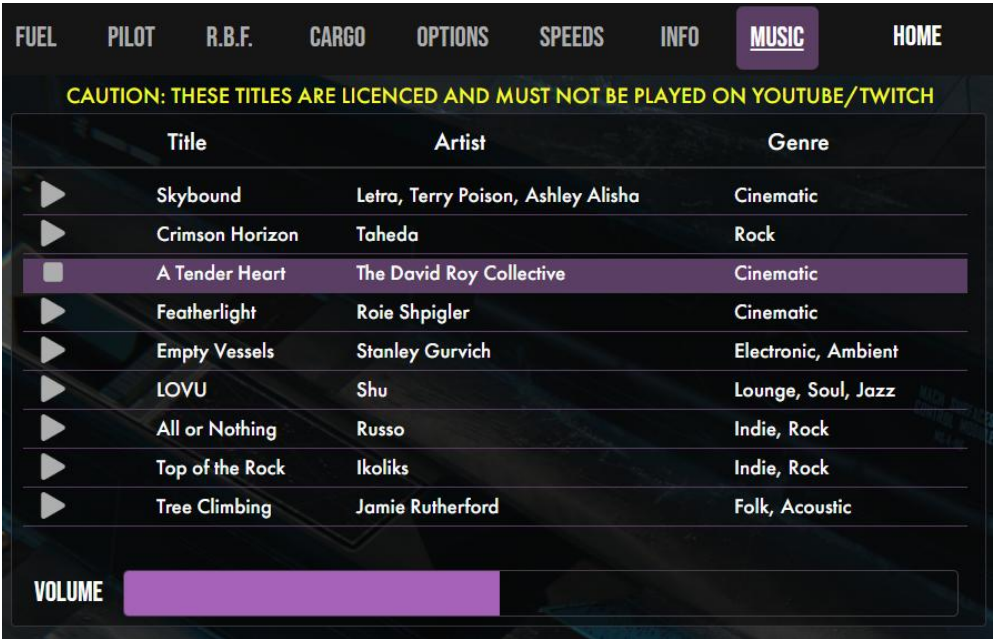 FUEL PILOT R.B.F. CARGO OPTIONS SPEEDS INFO MUSIC HOME
CAUTION: THESE TITLES ARE LICENCED AND MUST NOT BE PLAYED ON YOUTUBE/TWITCH
Title Artist Genre
Skybound Letra, Terry Poison, Ashley Alisha Cinematic
Crimson Horizon Taheda Rock
A Tender Heart The David Roy Collective Cinematic
Featherlight Roie Shpigler Cinematic
Empty Vessels Stanley Gurvich Electronic, Ambient
LOVU Shu Lounge, Soul, Jazz
All or Nothing Russo Indie, Rock
Top of the Rock Ikoliks Indie, Rock
Tree Climbing Jamie Rutherford Folk, Acoustic
VOLUME